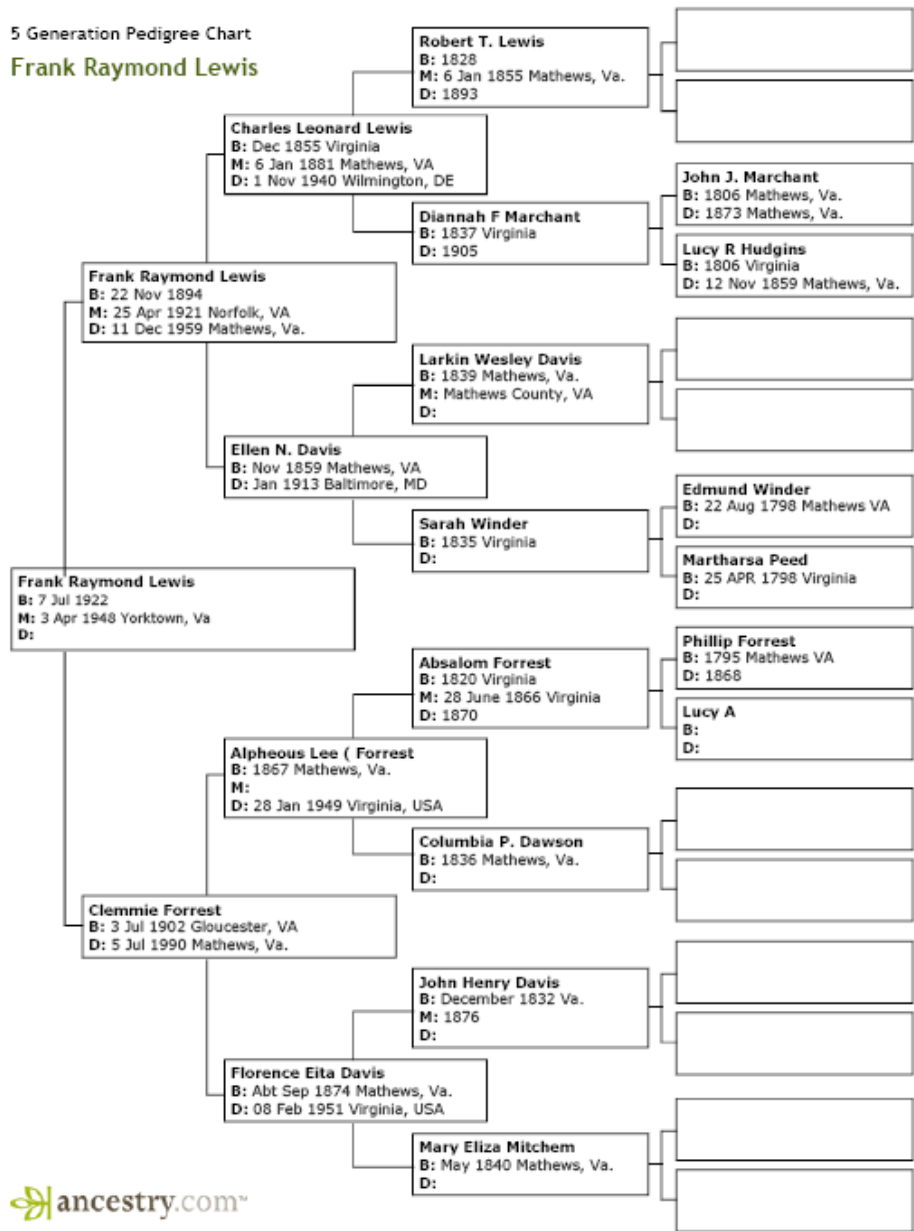 5 Generation Pedigree Chart
Frank Raymond Lewis
Robert T. Lewis
B: 1828
M: 6 Jan 1855 Mathews, Va.
D: 1893
Charles Leonard Lewis
B: Dec 1855 Virginia
M: 6 Jan 1881 Mathews, VA
D: 1 Nov 1940 Wilmington, DE
John J. Marchant
B: 1806 Mathews, Va.
D: 1873 Mathews, Va.
Diannah F Marchant
B: 1837 Virginia
D: 1905
Lucy R Hudgins
B: 1806 Virginia
D: 12 Nov 1859 Mathews, Va.
Frank Raymond Lewis
B: 22 Nov 1894
M: 25 Apr 1921 Norfolk, VA
D: 11 Dec 1959 Mathews, Va.
Larkin Wesley Davis
B: 1839 Mathews, Va.
M: Mathews County, VA
D:
Ellen N. Davis
B: Nov 1859 Mathews, VA
D: Jan 1913 Baltimore, MD
Edmund Winder
B: 22 Aug 1798 Mathews VA
D:
Sarah Winder
B: 1835 Virginia
D:
Martharsa Peed
B: 25 APR 1798 Virginia
D:
Frank Raymond Lewis
B: 7 Jul 1922
M: 3 Apr 1948 Yorktown, Va
D:
Phillip Forrest
B: 1795 Mathews VA
D: 1868
Absalom Forrest
B: 1820 Virginia
M: 28 June 1866 Virginia
D: 1870
Lucy A
B:
D:
Alpheous Lee ( Forrest
B: 1867 Mathews, Va.
M:
D: 28 Jan 1949 Virginia, USA
Columbia P. Dawson
B: 1836 Mathews, Va.
D:
Clemmie Forrest
B: 3 Jul 1902 Gloucester, VA
D: 5 Jul 1990 Mathews, Va.
John Henry Davis
B: December 1832 Va.
M: 1876
D:
Florence Eita Davis
B: Abt Sep 1874 Mathews, Va.
D: 08 Feb 1951 Virginia, USA
Mary Eliza Mitchem
B: May 1840 Mathews, Va.
D:
ancestry.com™